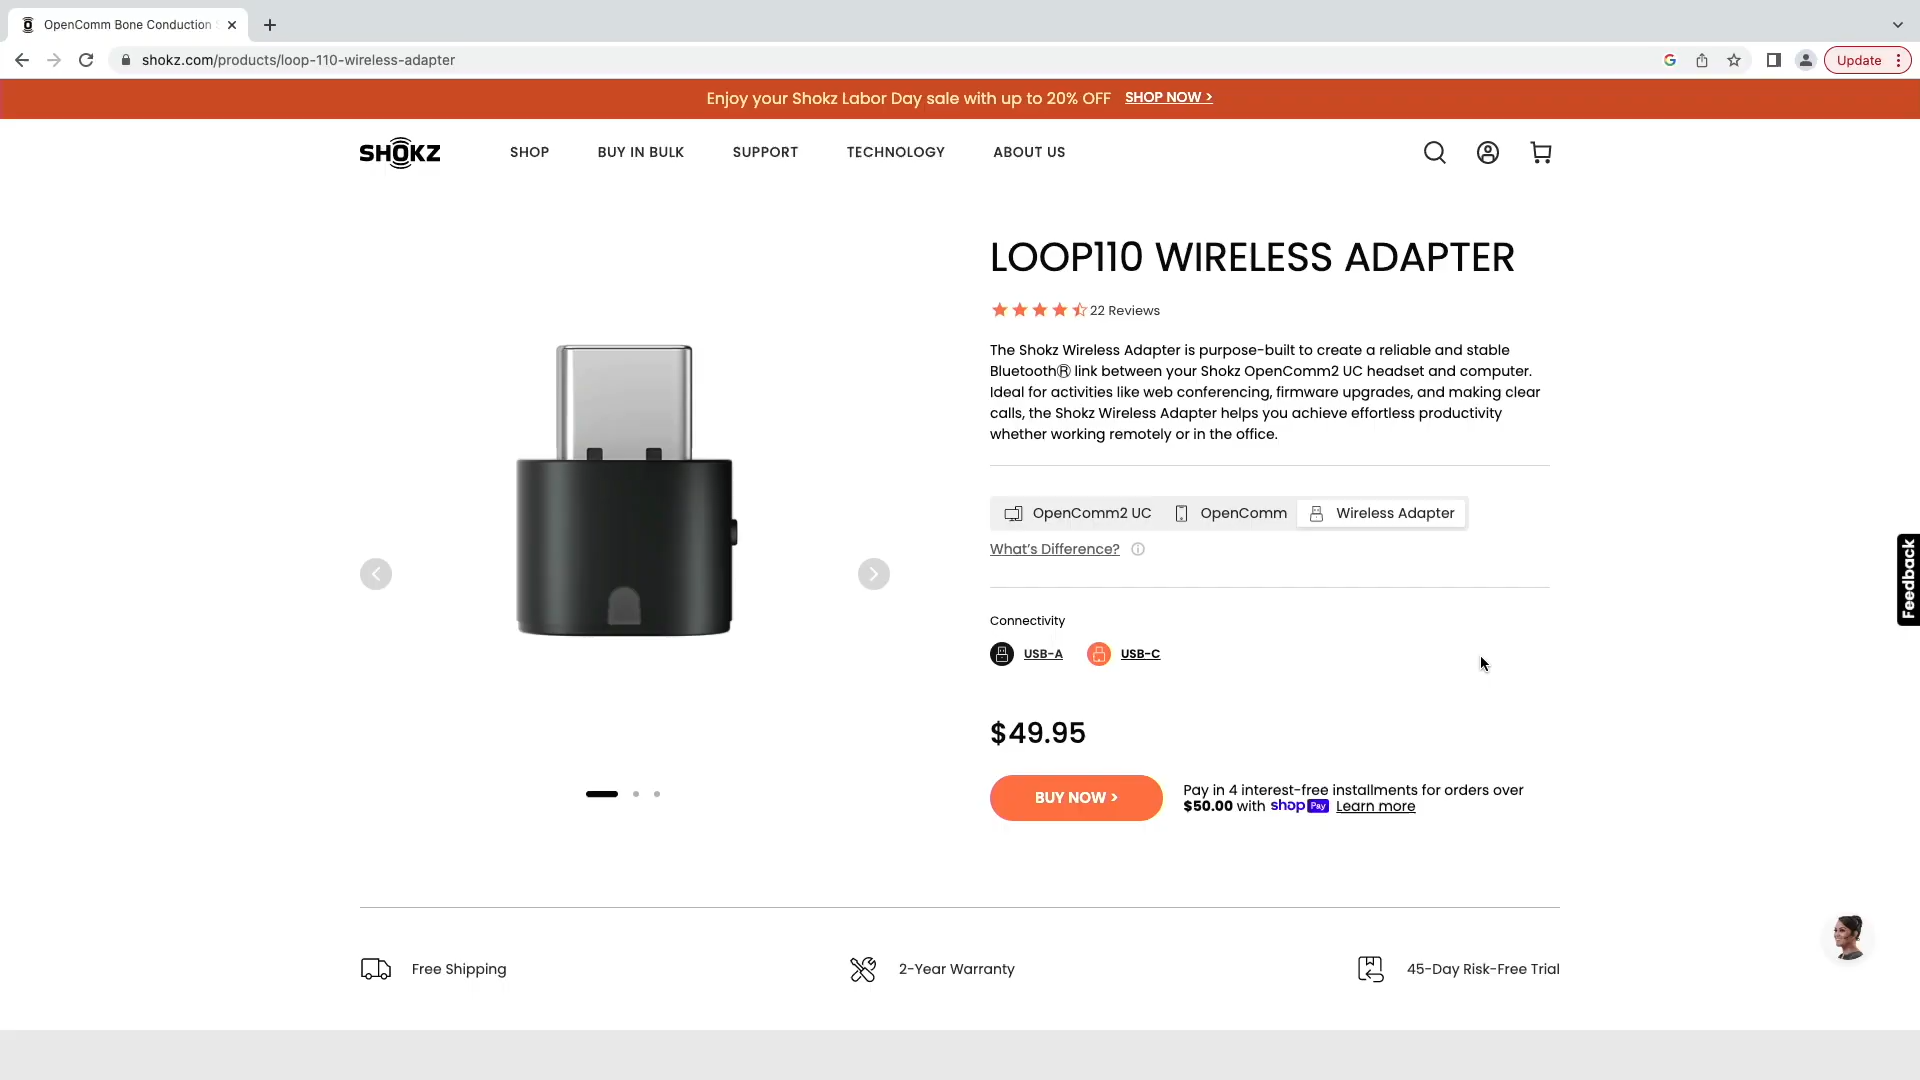 OpenComm Bone Conduction
shokz.com/products/loop-110-wireless-adapter
Update
Enjoy your Shokz Labor Day sale with up to 20% OFF SHOP NOW >
SHOKZ
SHOP BUY IN BULK SUPPORT TECHNOLOGY ABOUT US
LOOP110 WIRELESS ADAPTER
22 Reviews
The Shokz Wireless Adapter is purpose-built to create a reliable and stable
Bluetooth® link between your Shokz OpenComm2 UC headset and computer.
Ideal for activities like web conferencing, firmware upgrades, and making clear
calls, the Shokz Wireless Adapter helps you achieve effortless productivity
whether working remotely or in the office.
OpenComm2 UC OpenComm Wireless Adapter
What's Difference?
Feedback
Connectivity
USB-A USB-C
$49.95
BUY NOW >
Pay in 4 interest-free installments for orders over
$50.00 with shop Pay Learn more
Free Shipping 2-Year Warranty 45-Day Risk-Free Trial